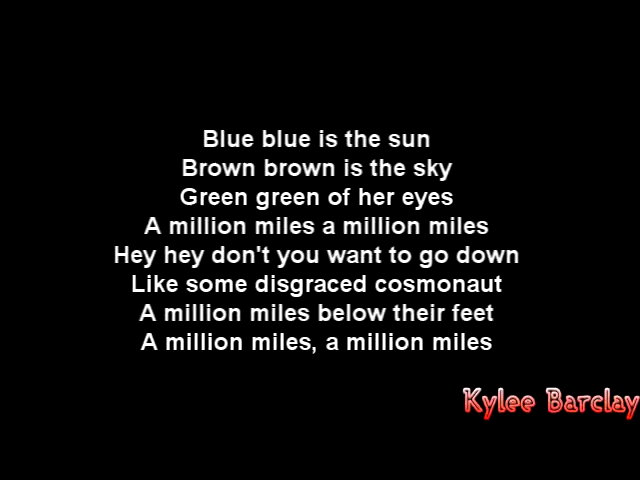 Blue blue is the sun
Brown brown is the sky
Green green of her eyes
A million miles a million miles
Hey hey don't you want to go down
Like some disgraced cosmonaut
A million miles below their feet
A million miles, a million miles
Kylee Barclay